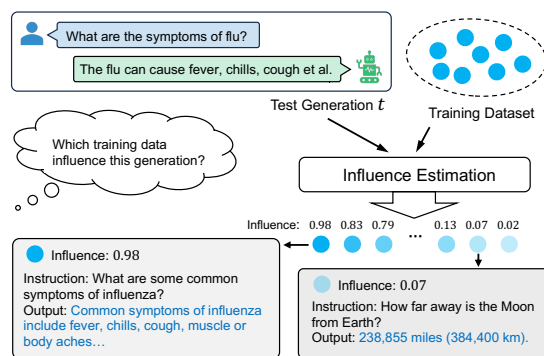 What are the symptoms of flu?
The flu can cause fever, chills, cough et al.
Test Generation t
Training Dataset
Which training data
influence this generation?
Influence Estimation
Influence: 0.98 0.83 0.79 ... 0.13 0.07 0.02
Influence: 0.98
Instruction: What are some common
symptoms of influenza?
Output: Common symptoms of influenza
include fever, chills, cough, muscle or
body aches…
Influence: 0.07
Instruction: How far away is the Moon
from Earth?
Output: 238,855 miles (384,400 km).